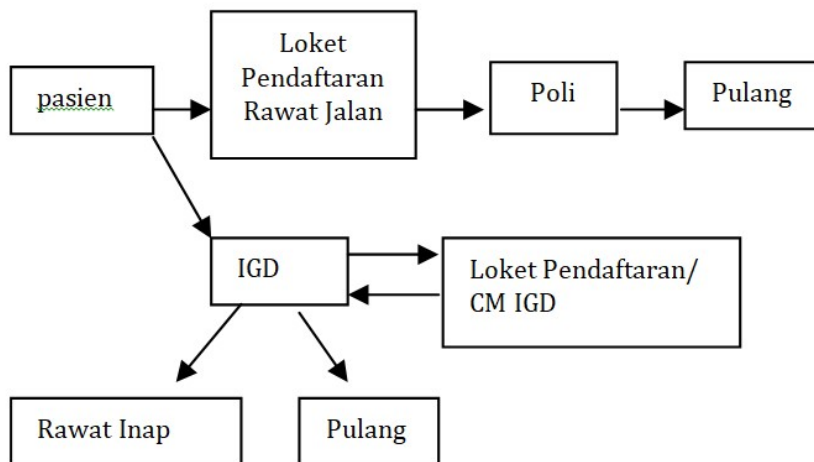 pasien
Loket
Pendaftaran
Rawat Jalan
Poli
Pulang
IGD
Loket Pendaftaran/
CM IGD
Rawat Inap
Pulang